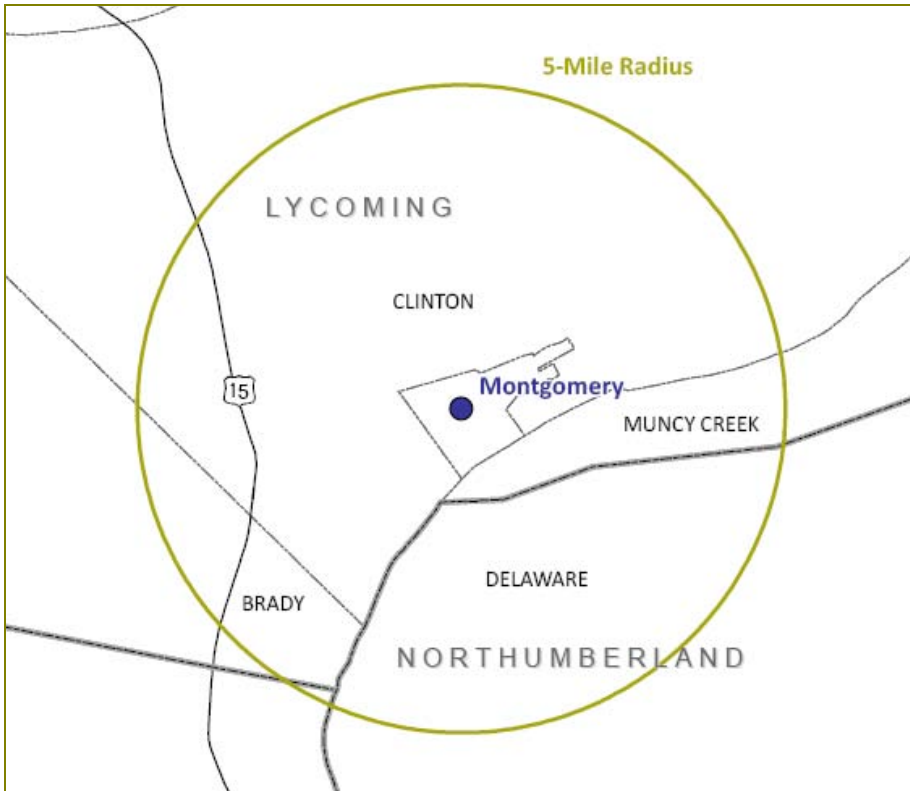 5-Mile Radius
LYCOMING
CLINTON
15
Montgomery
MUNCY CREEK
DELAWARE
BRADY
NORTHUMBERLAND